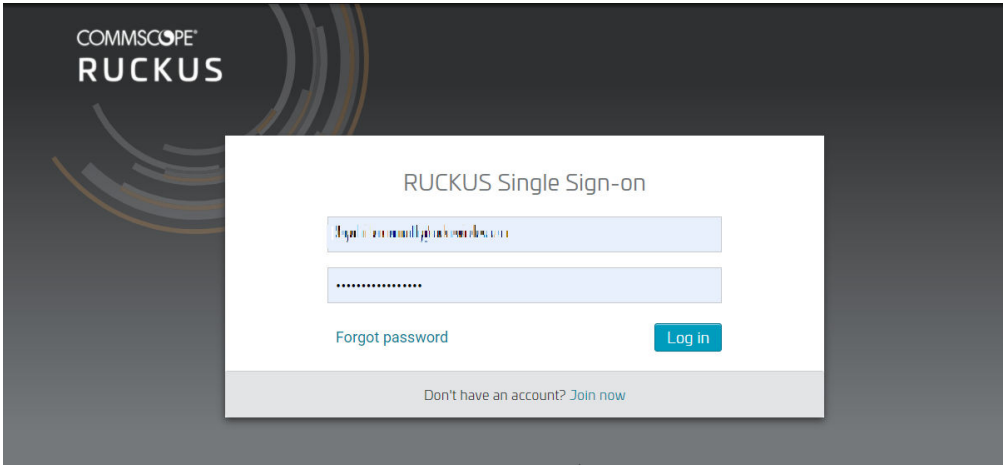 COMMSCOPE®
RUCKUS
RUCKUS Single Sign-on
•••••••••••••••••
Forgot password
Log in
Don't have an account? Join now